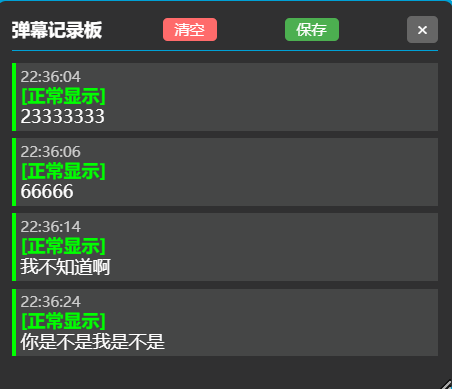 弹幕记录板 清空 保存 ×
22:36:04
[正常显示]
23333333
22:36:06
[正常显示]
66666
22:36:14
[正常显示]
我不知道啊
22:36:24
[正常显示]
你是不是我是不是